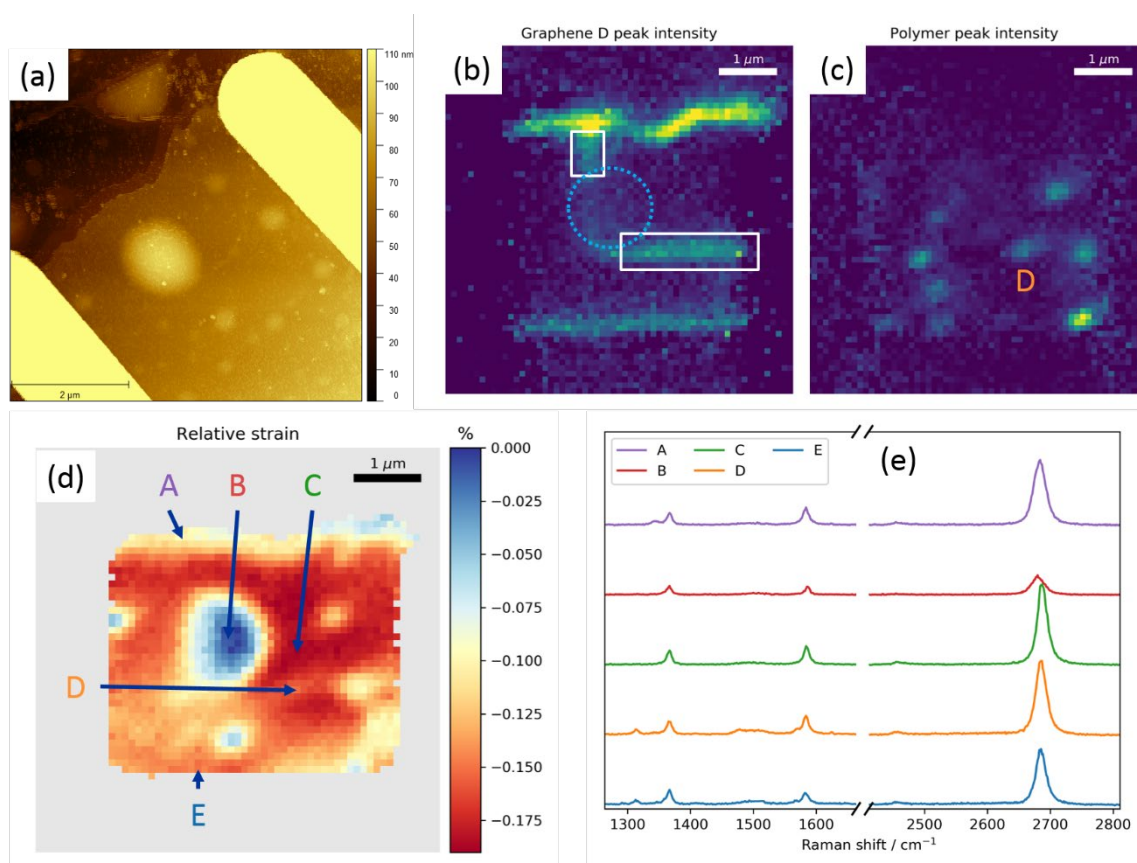 (a)
110 nm
90
80
70
60
50
40
30
20
10
0
2 µm
Graphene D peak intensity
(b)
1 µm
Polymer peak intensity
(c)
1 µm
D
Relative strain
(d)
1 µm
A
B
C
D
E
%
0.000
−0.025
−0.050
−0.075
−0.100
−0.125
−0.150
−0.175
A
C
E
B
D
(e)
1300
1400
1500
1600
2500
2600
2700
2800
Raman shift / cm⁻¹